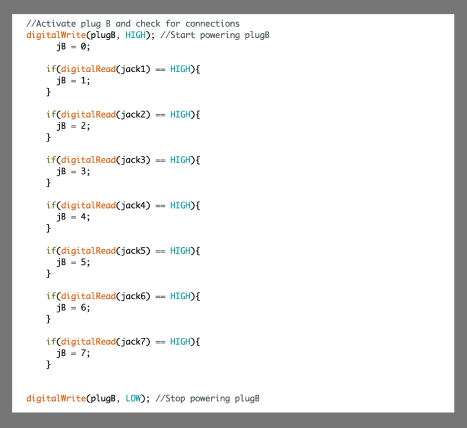 //Activate plug B and check for connections
digitalWrite(plugB, HIGH); //Start powering plugB
jB = 0;
if(digitalRead(jack1) == HIGH){
jB = 1;
}
if(digitalRead(jack2) == HIGH){
jB = 2;
}
if(digitalRead(jack3) == HIGH){
jB = 3;
}
if(digitalRead(jack4) == HIGH){
jB = 4;
}
if(digitalRead(jack5) == HIGH){
jB = 5;
}
if(digitalRead(jack6) == HIGH){
jB = 6;
}
if(digitalRead(jack7) == HIGH){
jB = 7;
}
digitalWrite(plugB, LOW); //Stop powering plugB